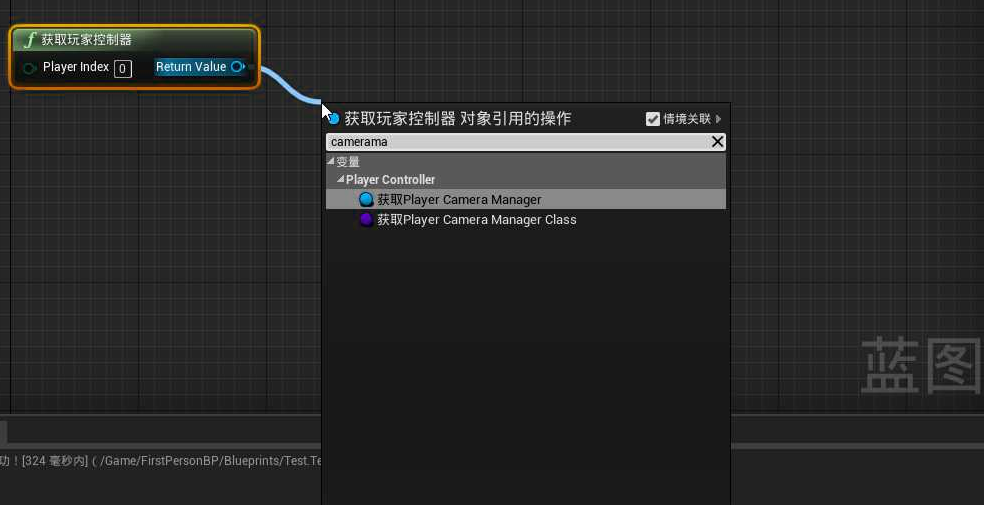 f 获取玩家控制器
Player Index 0 Return Value
获取玩家控制器 对象引用的操作 情境关联
camerama
变量
Player Controller
获取Player Camera Manager
获取Player Camera Manager Class
蓝图
功！[324 毫秒内] ( /Game/FirstPersonBP/Blueprints/Test.Te